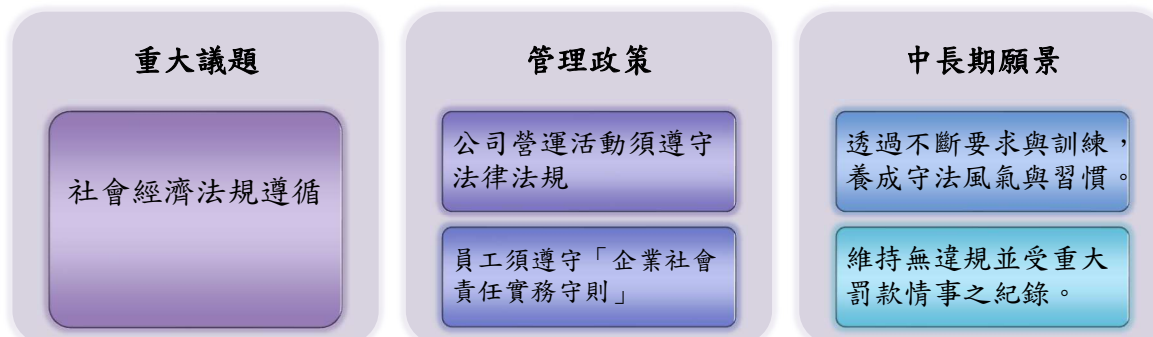 重大議題
社會經濟法規遵循
管理政策
公司營運活動須遵守
法律法規
員工須遵守「企業社會
責任實務守則」
中長期願景
透過不斷要求與訓練，
養成守法風氣與習慣。
維持無違規並受重大
罰款情事之紀錄。